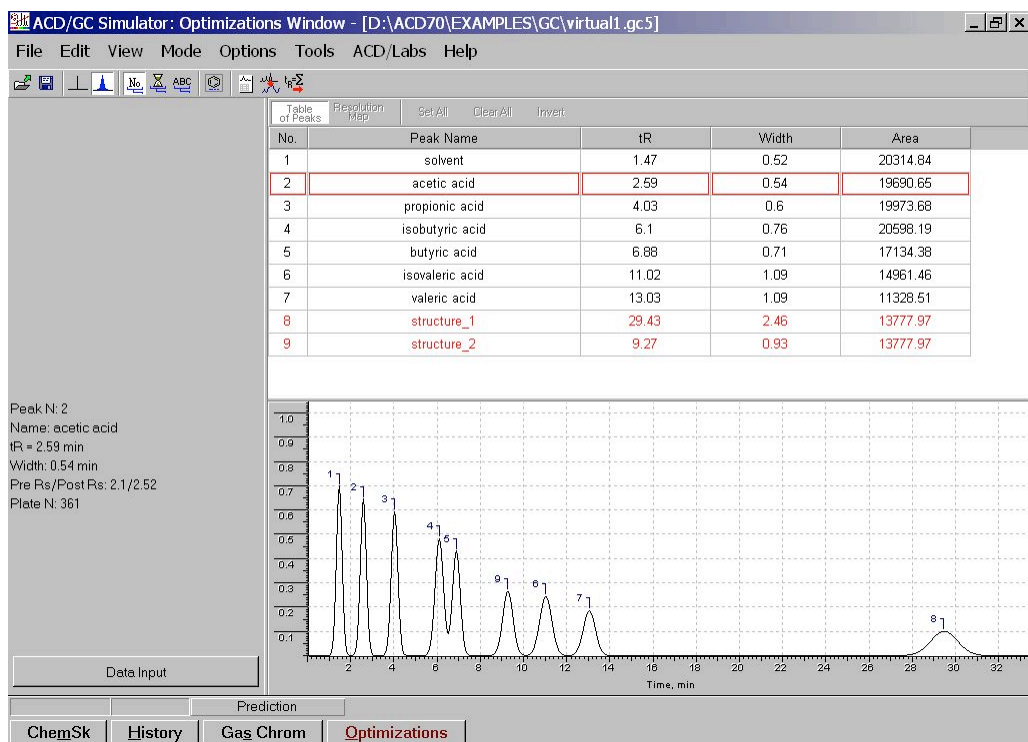 ACD/GC Simulator: Optimizations Window - [D:\ACD70\EXAMPLES\GC\virtual1.gc5]
File Edit View Mode Options Tools ACD/Labs Help
No ABC
Table of Peaks Resolution Map Set All Clear All Invert
No. Peak Name tR Width Area
1 solvent 1.47 0.52 20314.84
2 acetic acid 2.59 0.54 19690.65
3 propionic acid 4.03 0.6 19973.68
4 isobutyric acid 6.1 0.76 20598.19
5 butyric acid 6.88 0.71 17134.38
6 isovaleric acid 11.02 1.09 14961.46
7 valeric acid 13.03 1.09 11328.51
8 structure_1 29.43 2.46 13777.97
9 structure_2 9.27 0.93 13777.97
Peak N: 2
Name: acetic acid
tR = 2.59 min
Width: 0.54 min
Pre Rs/Post Rs: 2.1/2.52
Plate N: 361
1.0
0.9
0.8
0.7
0.6
0.5
0.4
0.3
0.2
0.1
1 2 3 4 5 9 6 7 8
2 4 6 8 10 12 14 16 18 20 22 24 26 28 30 32
Time, min
Data Input
Prediction
ChemSk History Gas Chrom Optimizations